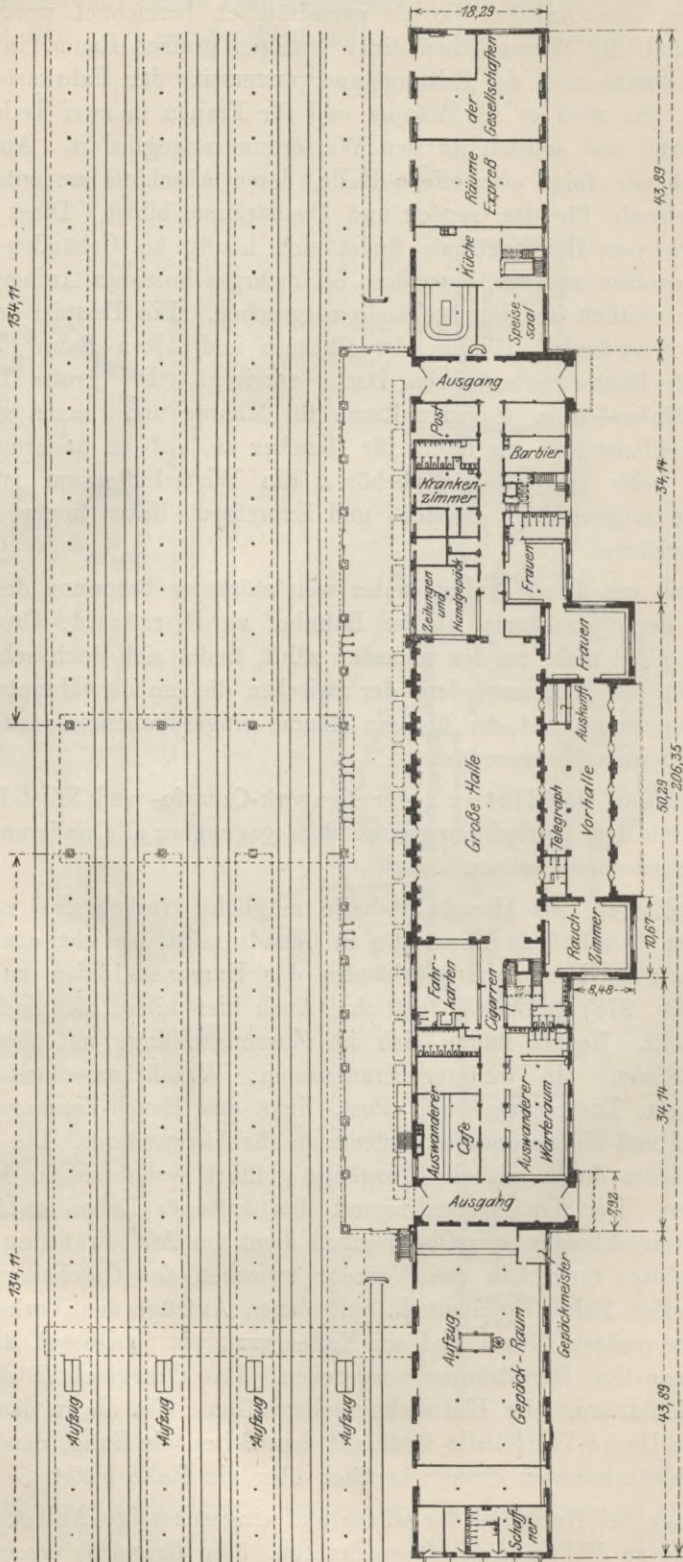 18,29
der
Gesellschaften
Räume
Expreß
Küche
Speise-
saal
Ausgang
Post
Barbier
Kranken-
zimmer
Frauen
Zeitungen
und
Handgepäck
Frauen
Auskunft
Große Halle
Vorhalle
Telegraph
Rauch-
Zimmer
Fahr-
karten
Cigarren
Auswanderer
Cafe
Auswanderer-
Warteraum
Ausgang
Aufzug
Gepäck-Raum
Gepäckmeister
Schaff-
ner
Aufzug
Aufzug
Aufzug
Aufzug
134,11
134,11
43,89
34,14
50,29
206,35
10,67
8,48
34,14
7,92
43,89